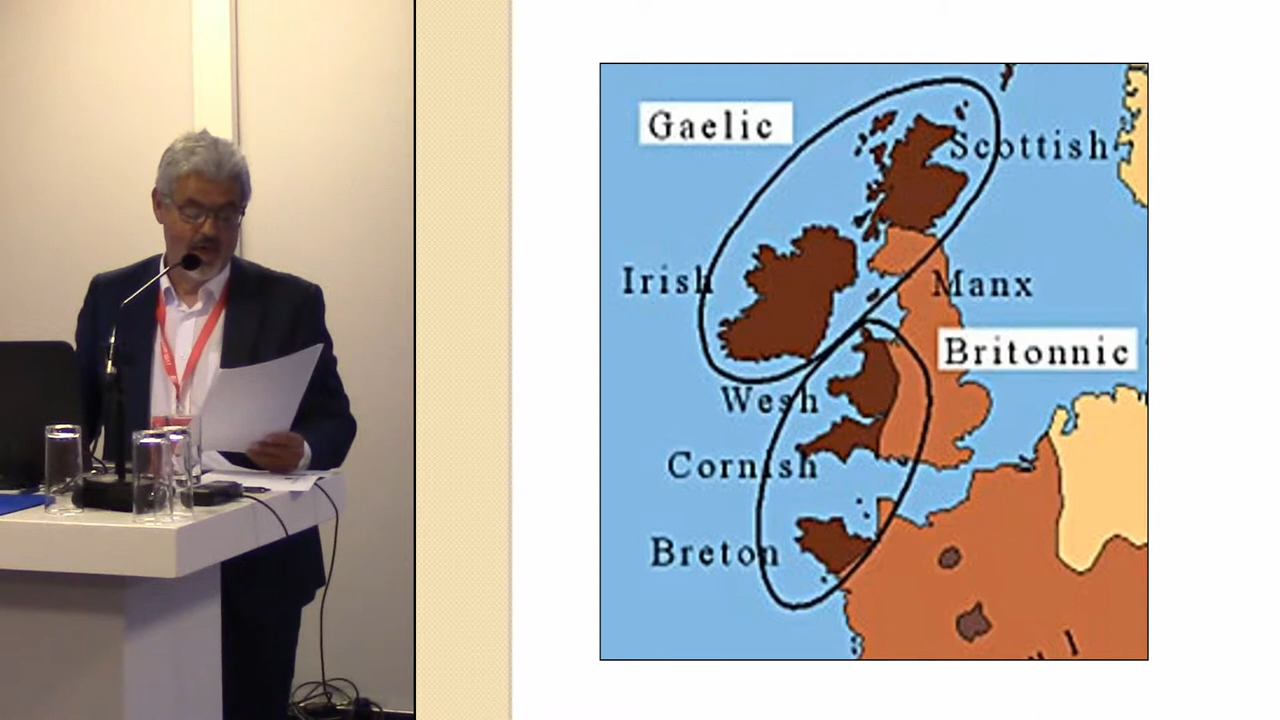 Gaelic
Scottish
Irish
Manx
Britonnic
Wesh
Cornish
Breton